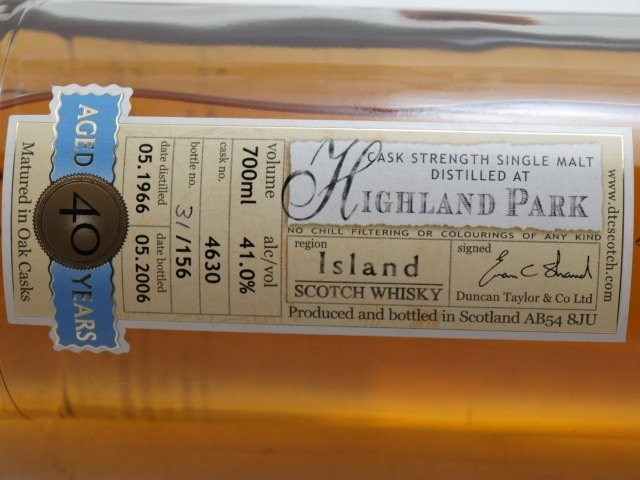 CASK STRENGTH SINGLE MALT
DISTILLED AT
HIGHLAND PARK
NO CHILL FILTERING OR COLOURINGS OF ANY KIND
region
Island
SCOTCH WHISKY
signed
Euan C Shand
Duncan Taylor & Co Ltd
Produced and bottled in Scotland AB54 8JU
www.dtcscotch.com
volume
700ml
alc/vol
41.0%
cask no.
4630
bottle no.
31/156
date distilled
05.1966
date bottled
05.2006
AGED 40 YEARS
Matured in Oak Casks